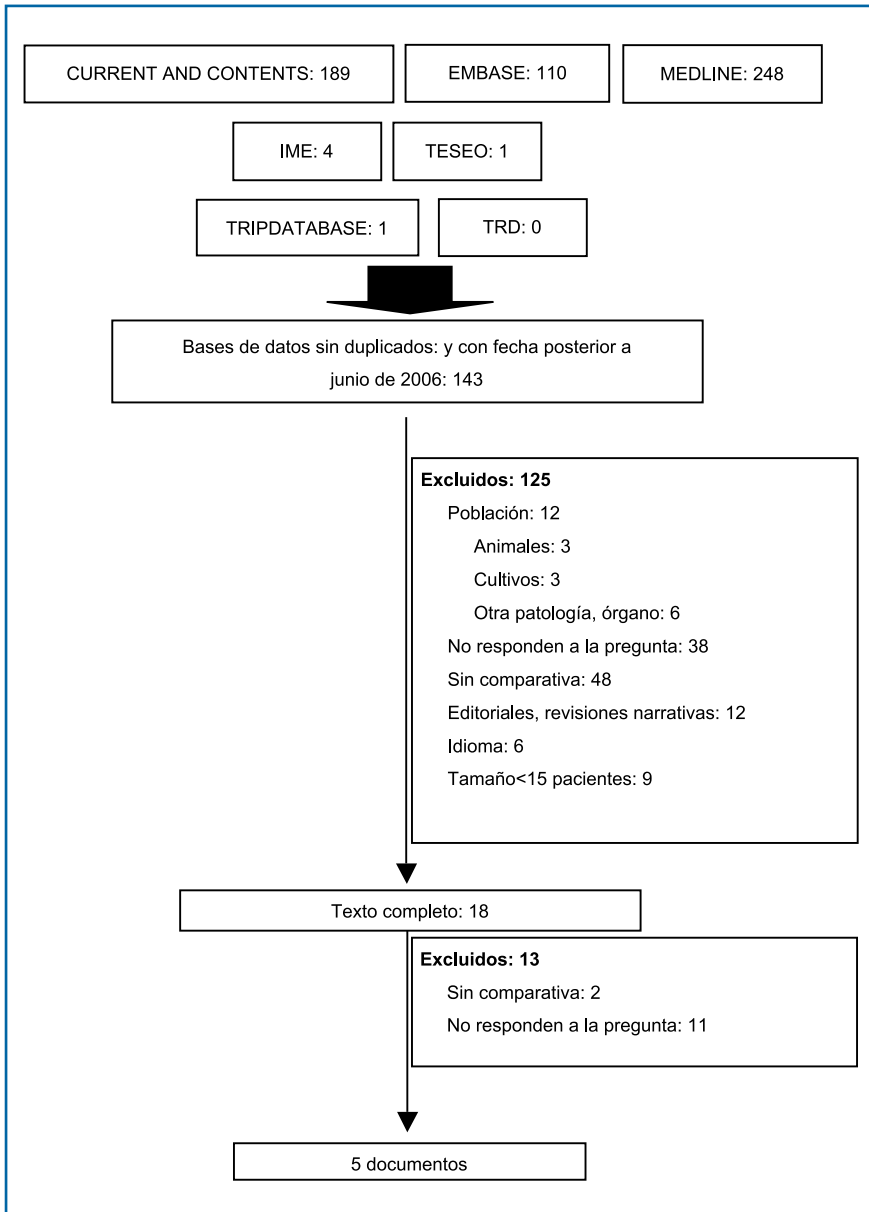 CURRENT AND CONTENTS: 189
EMBASE: 110
MEDLINE: 248
IME: 4
TESEO: 1
TRIPDATABASE: 1
TRD: 0
Bases de datos sin duplicados: y con fecha posterior a
junio de 2006: 143
Excluidos: 125
Población: 12
Animales: 3
Cultivos: 3
Otra patología, órgano: 6
No responden a la pregunta: 38
Sin comparativa: 48
Editoriales, revisiones narrativas: 12
Idioma: 6
Tamaño<15 pacientes: 9
Texto completo: 18
Excluidos: 13
Sin comparativa: 2
No responden a la pregunta: 11
5 documentos